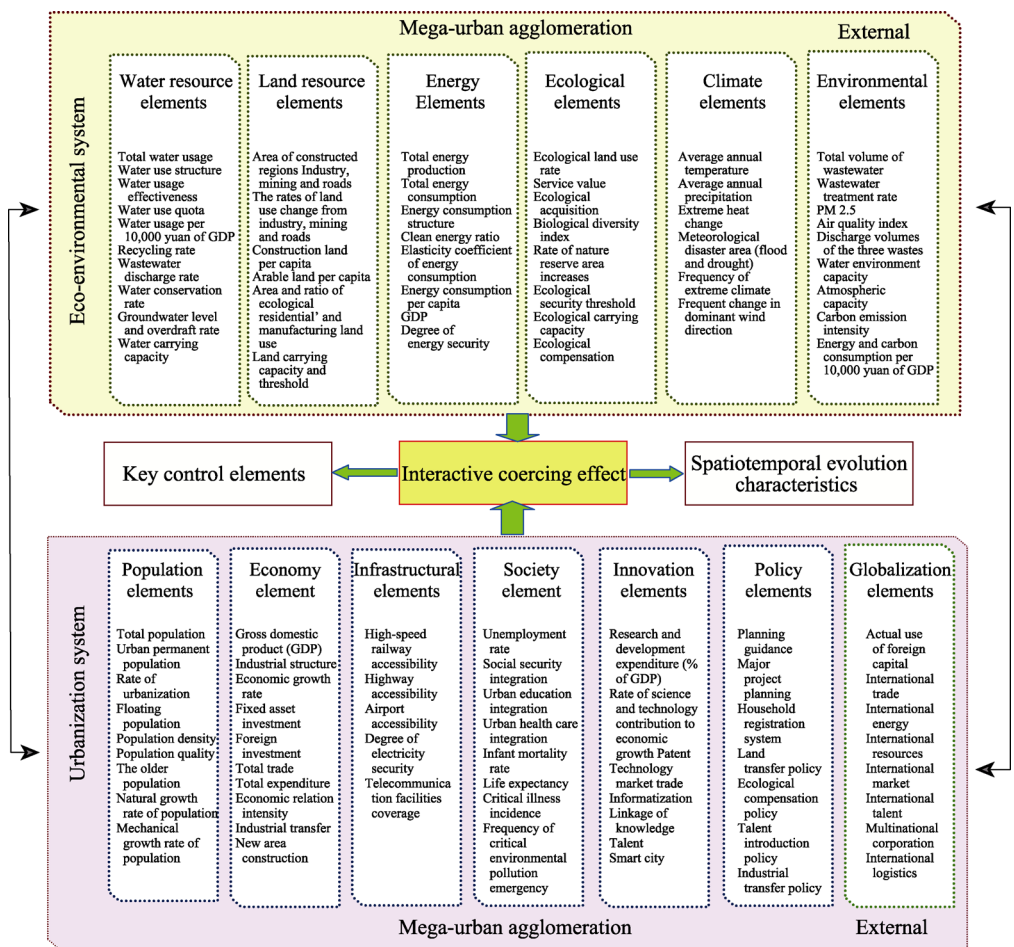 Mega-urban agglomeration
External
Eco-environmental system
Water resource
elements
Total water usage
Water use structure
Water usage
effectiveness
Water use quota
Water usage per
10,000 yuan of GDP
Recycling rate
Wastewater
discharge rate
Water conservation
rate
Groundwater level
and overdraft rate
Water carrying
capacity
Land resource
elements
Area of constructed
regions Industry,
mining and roads
The rates of land
use change from
industry, mining
and roads
Construction land
per capita
Arable land per capita
Area and ratio of
ecological
residential' and
manufacturing land
use
Land carrying
capacity and
threshold
Energy
Elements
Total energy
production
Total energy
consumption
Energy consumption
structure
Clean energy ratio
Elasticity coefficient
of energy
consumption
Energy consumption
per capita
GDP
Degree of
energy security
Ecological
elements
Ecological land use
rate
Service value
Ecological
acquisition
Biological diversity
index
Rate of nature
reserve area
increases
Ecological
security threshold
Ecological carrying
capacity
Ecological
compensation
Climate
elements
Average annual
temperature
Average annual
precipitation
Extreme heat
change
Meteorological
disaster area (flood
and drought)
Frequency of
extreme climate
Frequent change in
dominant wind
direction
Environmental
elements
Total volume of
wastewater
Wastewater
treatment rate
PM 2.5
Air quality index
Discharge volumes
of the three wastes
Water environment
capacity
Atmospheric
capacity
Carbon emission
intensity
Energy and carbon
consumption per
10,000 yuan of GDP
Key control elements
Interactive coercing effect
Spatiotemporal evolution
characteristics
Urbanization system
Population
elements
Total population
Urban permanent
population
Rate of
urbanization
Floating
population
Population density
Population quality
The older
population
Natural growth
rate of population
Mechanical
growth rate of
population
Economy
element
Gross domestic
product (GDP)
Industrial structure
Economic growth
rate
Fixed asset
investment
Foreign
investment
Total trade
Total expenditure
Economic relation
intensity
Industrial transfer
New area
construction
Infrastructural
elements
High-speed
railway
accessibility
Highway
accessibility
Airport
accessibility
Degree of
electricity
security
Telecommunica
tion facilities
coverage
Society
element
Unemployment
rate
Social security
integration
Urban education
integration
Urban health care
integration
Infant mortality
rate
Life expectancy
Critical illness
incidence
Frequency of
critical
environmental
pollution
emergency
Innovation
elements
Research and
development
expenditure (%
of GDP)
Rate of science
and technology
contribution to
economic
growth Patent
Technology
market trade
Informatization
Linkage of
knowledge
Talent
Smart city
Policy
elements
Planning
guidance
Major
project
planning
Household
registration
system
Land
transfer policy
Ecological
compensation
policy
Talent
introduction
policy
Industrial
transfer policy
Globalization
elements
Actual use
of foreign
capital
International
trade
International
energy
International
resources
International
market
International
talent
Multinational
corporation
International
logistics
Mega-urban agglomeration
External